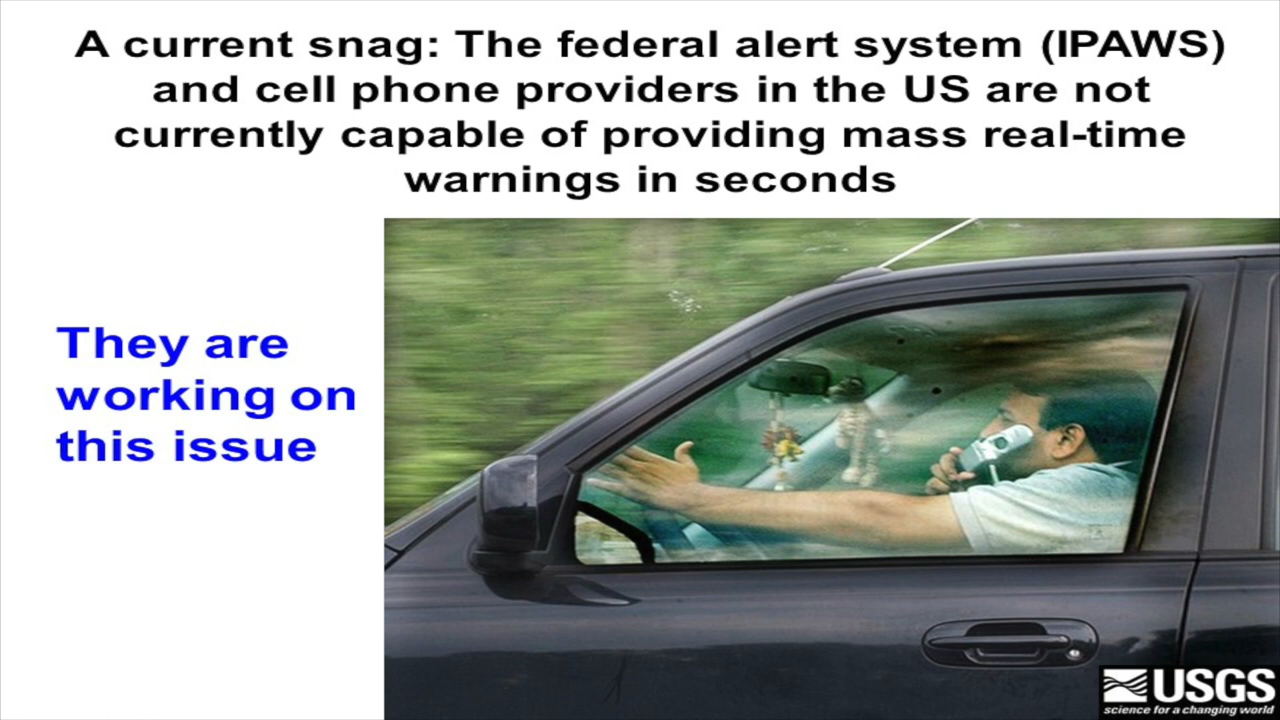 A current snag: The federal alert system (IPAWS)
and cell phone providers in the US are not
currently capable of providing mass real-time
warnings in seconds
They are
working on
this issue
USGS
science for a changing world